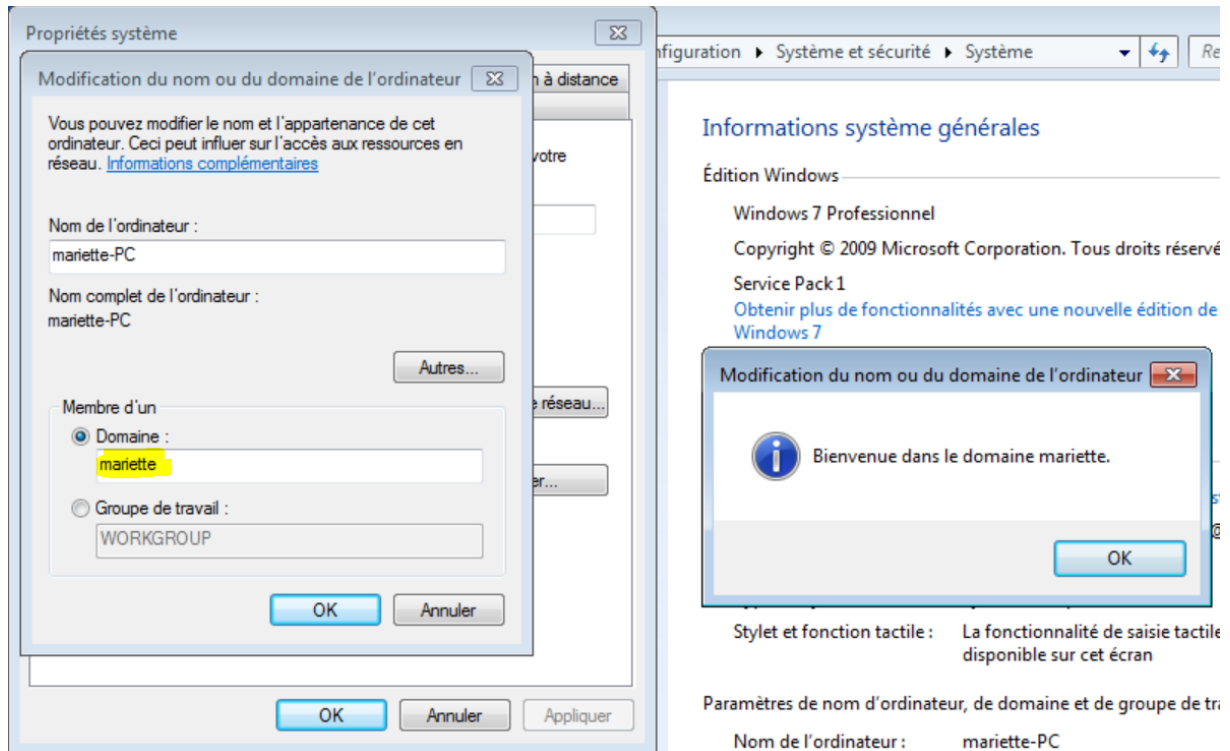 Propriétés système
Modification du nom ou du domaine de l'ordinateur
Vous pouvez modifier le nom et l'appartenance de cet
ordinateur. Ceci peut influer sur l'accès aux ressources en
réseau. Informations complémentaires
Nom de l'ordinateur :
mariette-PC
Nom complet de l'ordinateur :
mariette-PC
Autres...
Membre d'un
Domaine :
mariette
Groupe de travail :
WORKGROUP
OK Annuler
à distance
votre
réseau...
OK Annuler Appliquer
Système et sécurité Système
Informations système générales
Édition Windows
Windows 7 Professionnel
Copyright © 2009 Microsoft Corporation. Tous droits réservé
Service Pack 1
Obtenir plus de fonctionnalités avec une nouvelle édition de
Windows 7
Modification du nom ou du domaine de l'ordinateur
Bienvenue dans le domaine mariette.
OK
Stylet et fonction tactile : La fonctionnalité de saisie tactile
disponible sur cet écran
Paramètres de nom d'ordinateur, de domaine et de groupe de tra
Nom de l'ordinateur : mariette-PC